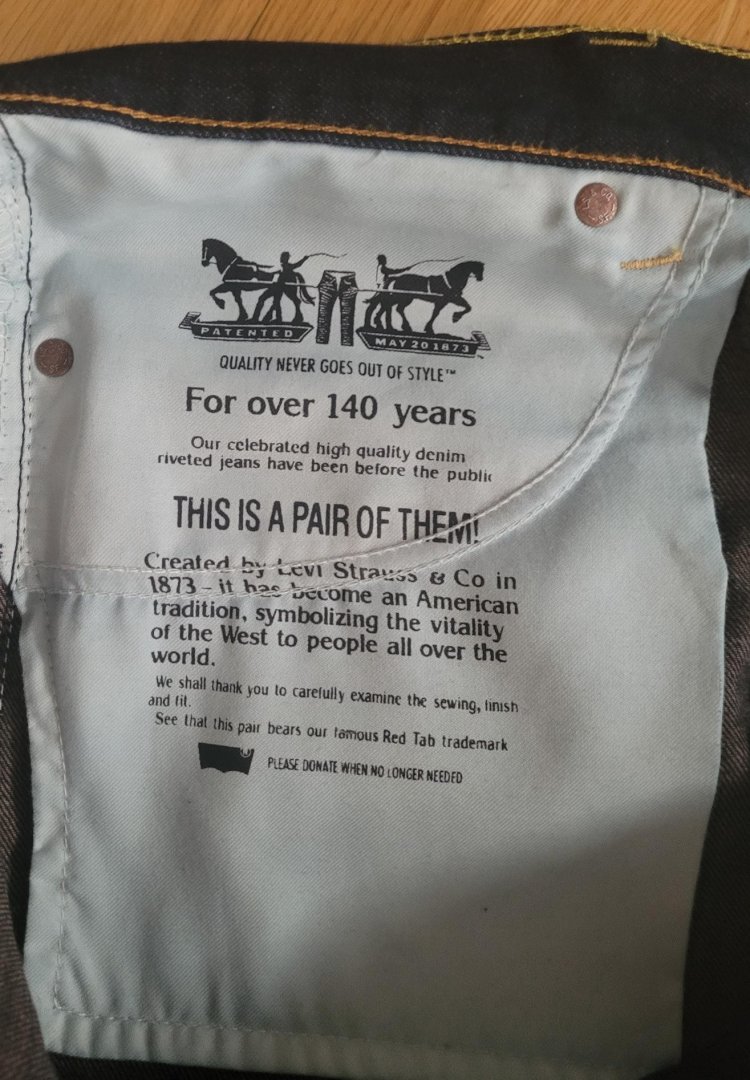 PATENTED
MAY 20 1873
QUALITY NEVER GOES OUT OF STYLE™
For over 140 years
Our celebrated high quality denim
riveted jeans have been before the public
THIS IS A PAIR OF THEM!
Created by Levi Strauss & Co in
1873 - it has become an American
tradition, symbolizing the vitality
of the West to people all over the
world.
We shall thank you to carefully examine the sewing, finish
and fit.
See that this pair bears our famous Red Tab trademark
PLEASE DONATE WHEN NO LONGER NEEDED